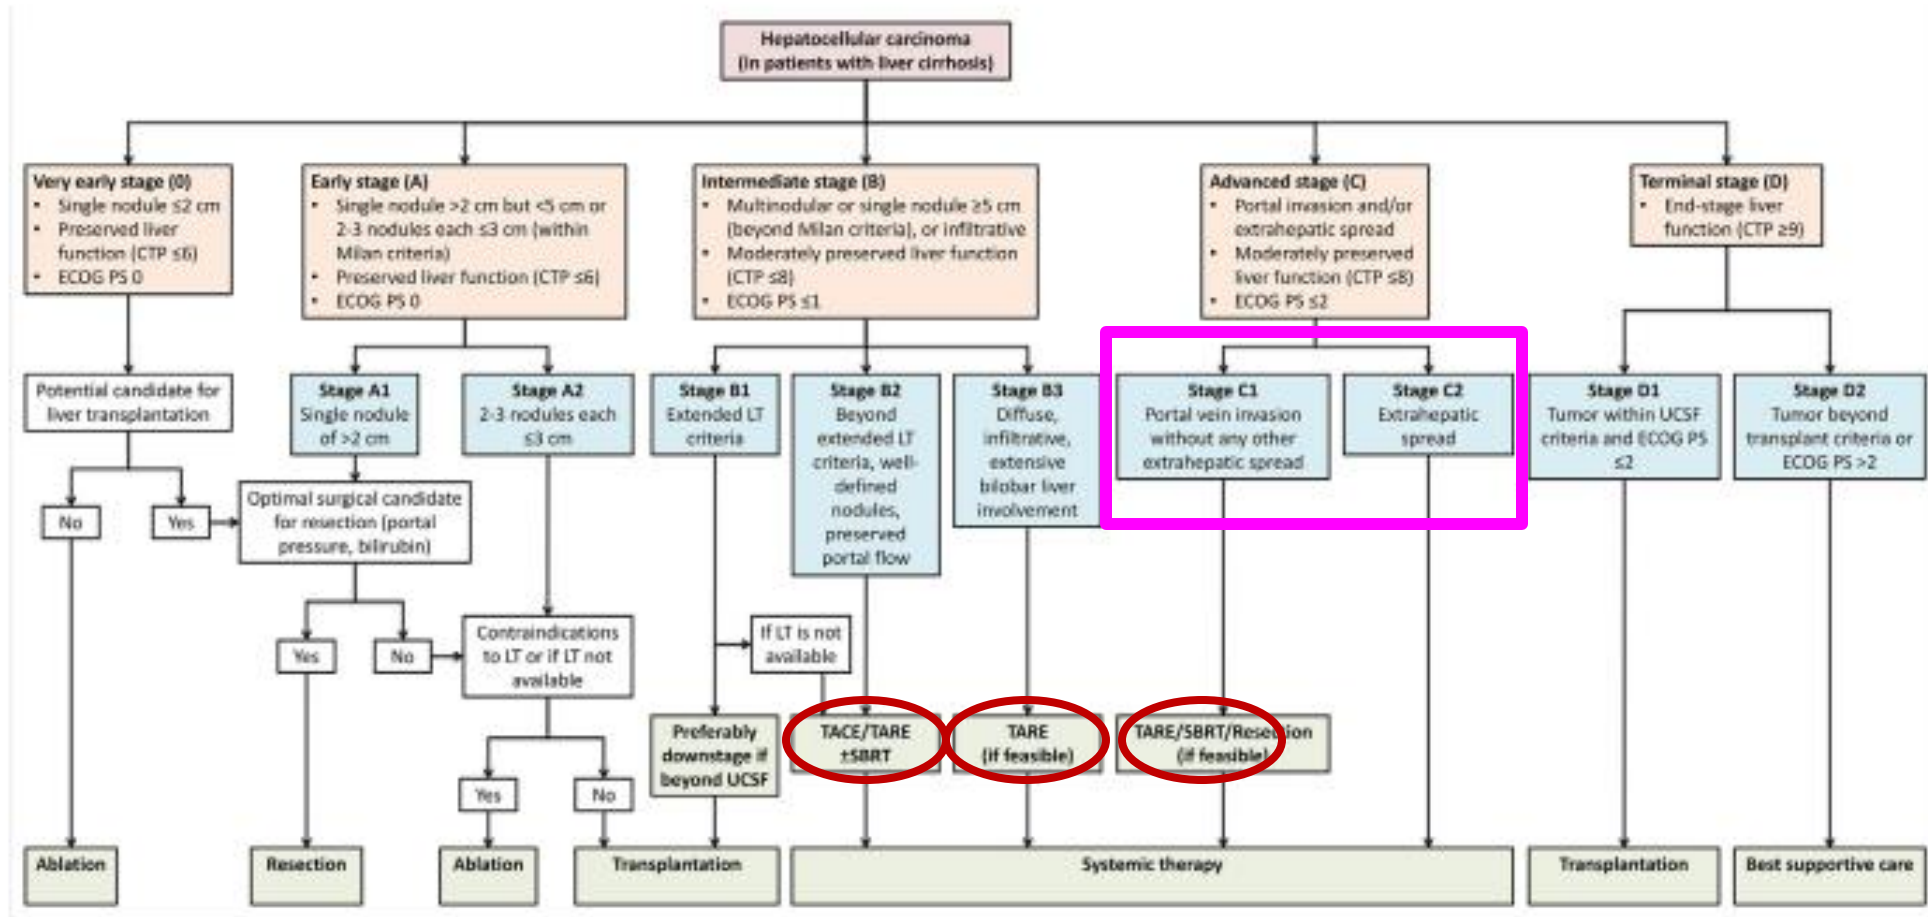 Hepatocellular carcinoma
(in patients with liver cirrhosis)
Very early stage (0)
• Single nodule ≤2 cm
• Preserved liver
function (CTP ≤6)
• ECOG PS 0
Early stage (A)
• Single nodule >2 cm but <5 cm or
2-3 nodules each ≤3 cm (within
Milan criteria)
• Preserved liver function (CTP ≤6)
• ECOG PS 0
Intermediate stage (B)
• Multinodular or single nodule ≥5 cm
(beyond Milan criteria), or infiltrative
• Moderately preserved liver function
(CTP ≤8)
• ECOG PS ≤1
Advanced stage (C)
• Portal invasion and/or
extrahepatic spread
• Moderately preserved
liver function (CTP ≤8)
• ECOG PS ≤2
Terminal stage (D)
• End-stage liver
function (CTP ≥9)
Potential candidate for
liver transplantation
Stage A1
Single nodule
of >2 cm
Stage A2
2-3 nodules each
≤3 cm
Stage B1
Extended LT
criteria
Stage B2
Beyond
extended LT
criteria, well-
defined
nodules,
preserved
portal flow
Stage B3
Diffuse,
infiltrative,
extensive
bilobar liver
involvement
Stage C1
Portal vein invasion
without any other
extrahepatic spread
Stage C2
Extrahepatic
spread
Stage D1
Tumor within UCSF
criteria and ECOG PS
≤2
Stage D2
Tumor beyond
transplant criteria or
ECOG PS >2
No
Yes
Optimal surgical candidate
for resection (portal
pressure, bilirubin)
Yes
No
Contraindications
to LT or if LT not
available
If LT is not
available
Yes
No
Preferably
downstage if
beyond UCSF
TACE/TARE
±SBRT
TARE
(if feasible)
TARE/SBRT/Resection
(if feasible)
Ablation
Resection
Ablation
Transplantation
Systemic therapy
Transplantation
Best supportive care